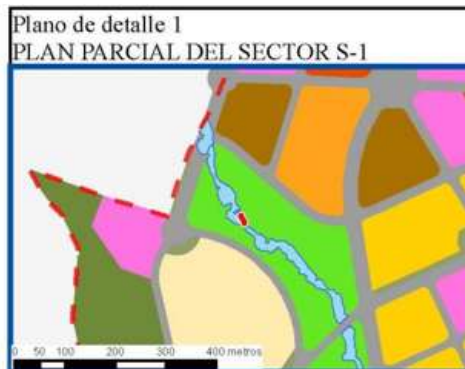 Plano de detalle 1
PLAN PARCIAL DEL SECTOR S-1
0 50 100 200 300 400 metros